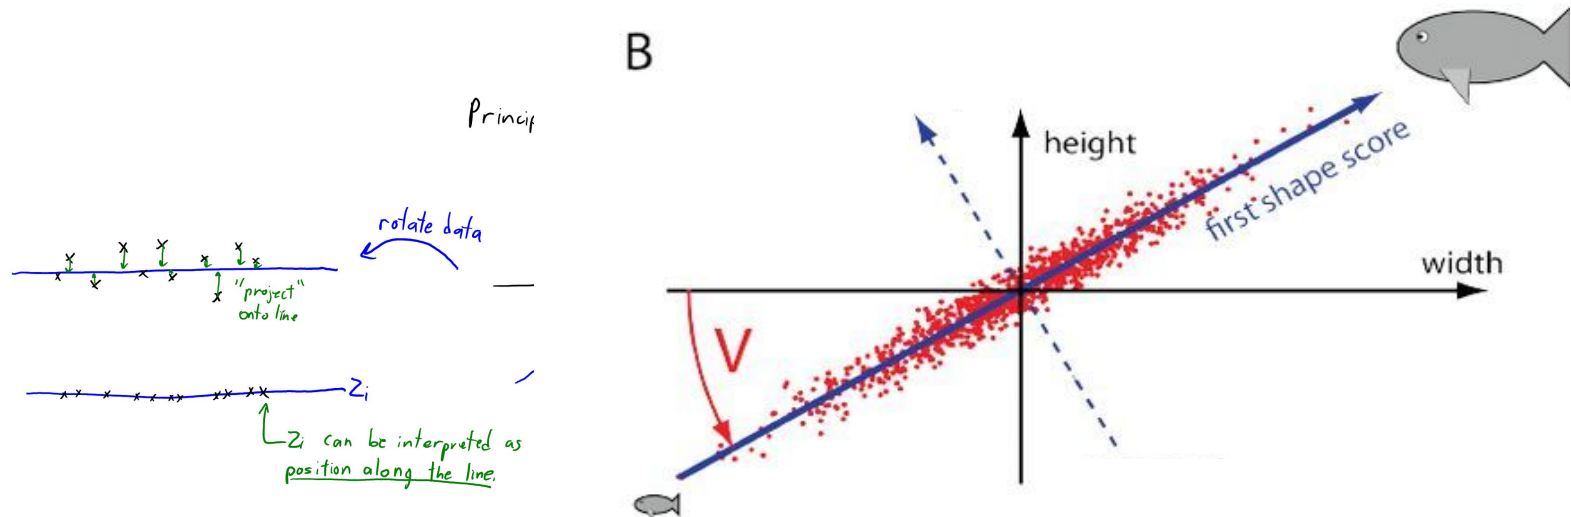 Princip
rotate data
"project"
onto line
Zi
Zi can be interpreted as
position along the line.
B
height
first shape score
width
V